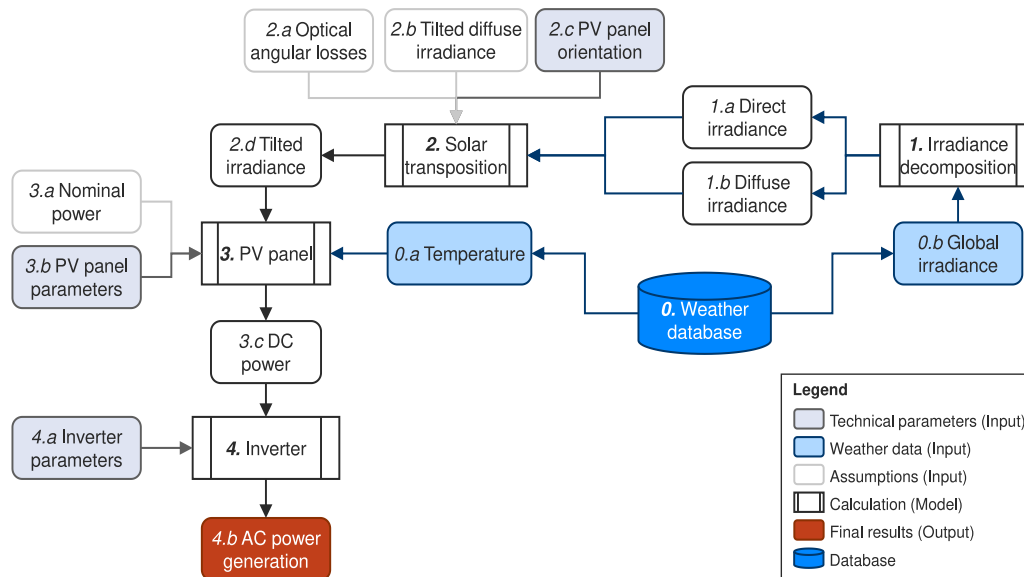 2.a Optical
angular losses
2.b Tilted diffuse
irradiance
2.c PV panel
orientation
1.a Direct
irradiance
2.d Tilted
irradiance
2. Solar
transposition
1. Irradiance
decomposition
1.b Diffuse
irradiance
3.a Nominal
power
3.b PV panel
parameters
3. PV panel
0.a Temperature
0.b Global
irradiance
0. Weather
database
3.c DC
power
4.a Inverter
parameters
4. Inverter
4.b AC power
generation
Legend
Technical parameters (Input)
Weather data (Input)
Assumptions (Input)
Calculation (Model)
Final results (Output)
Database